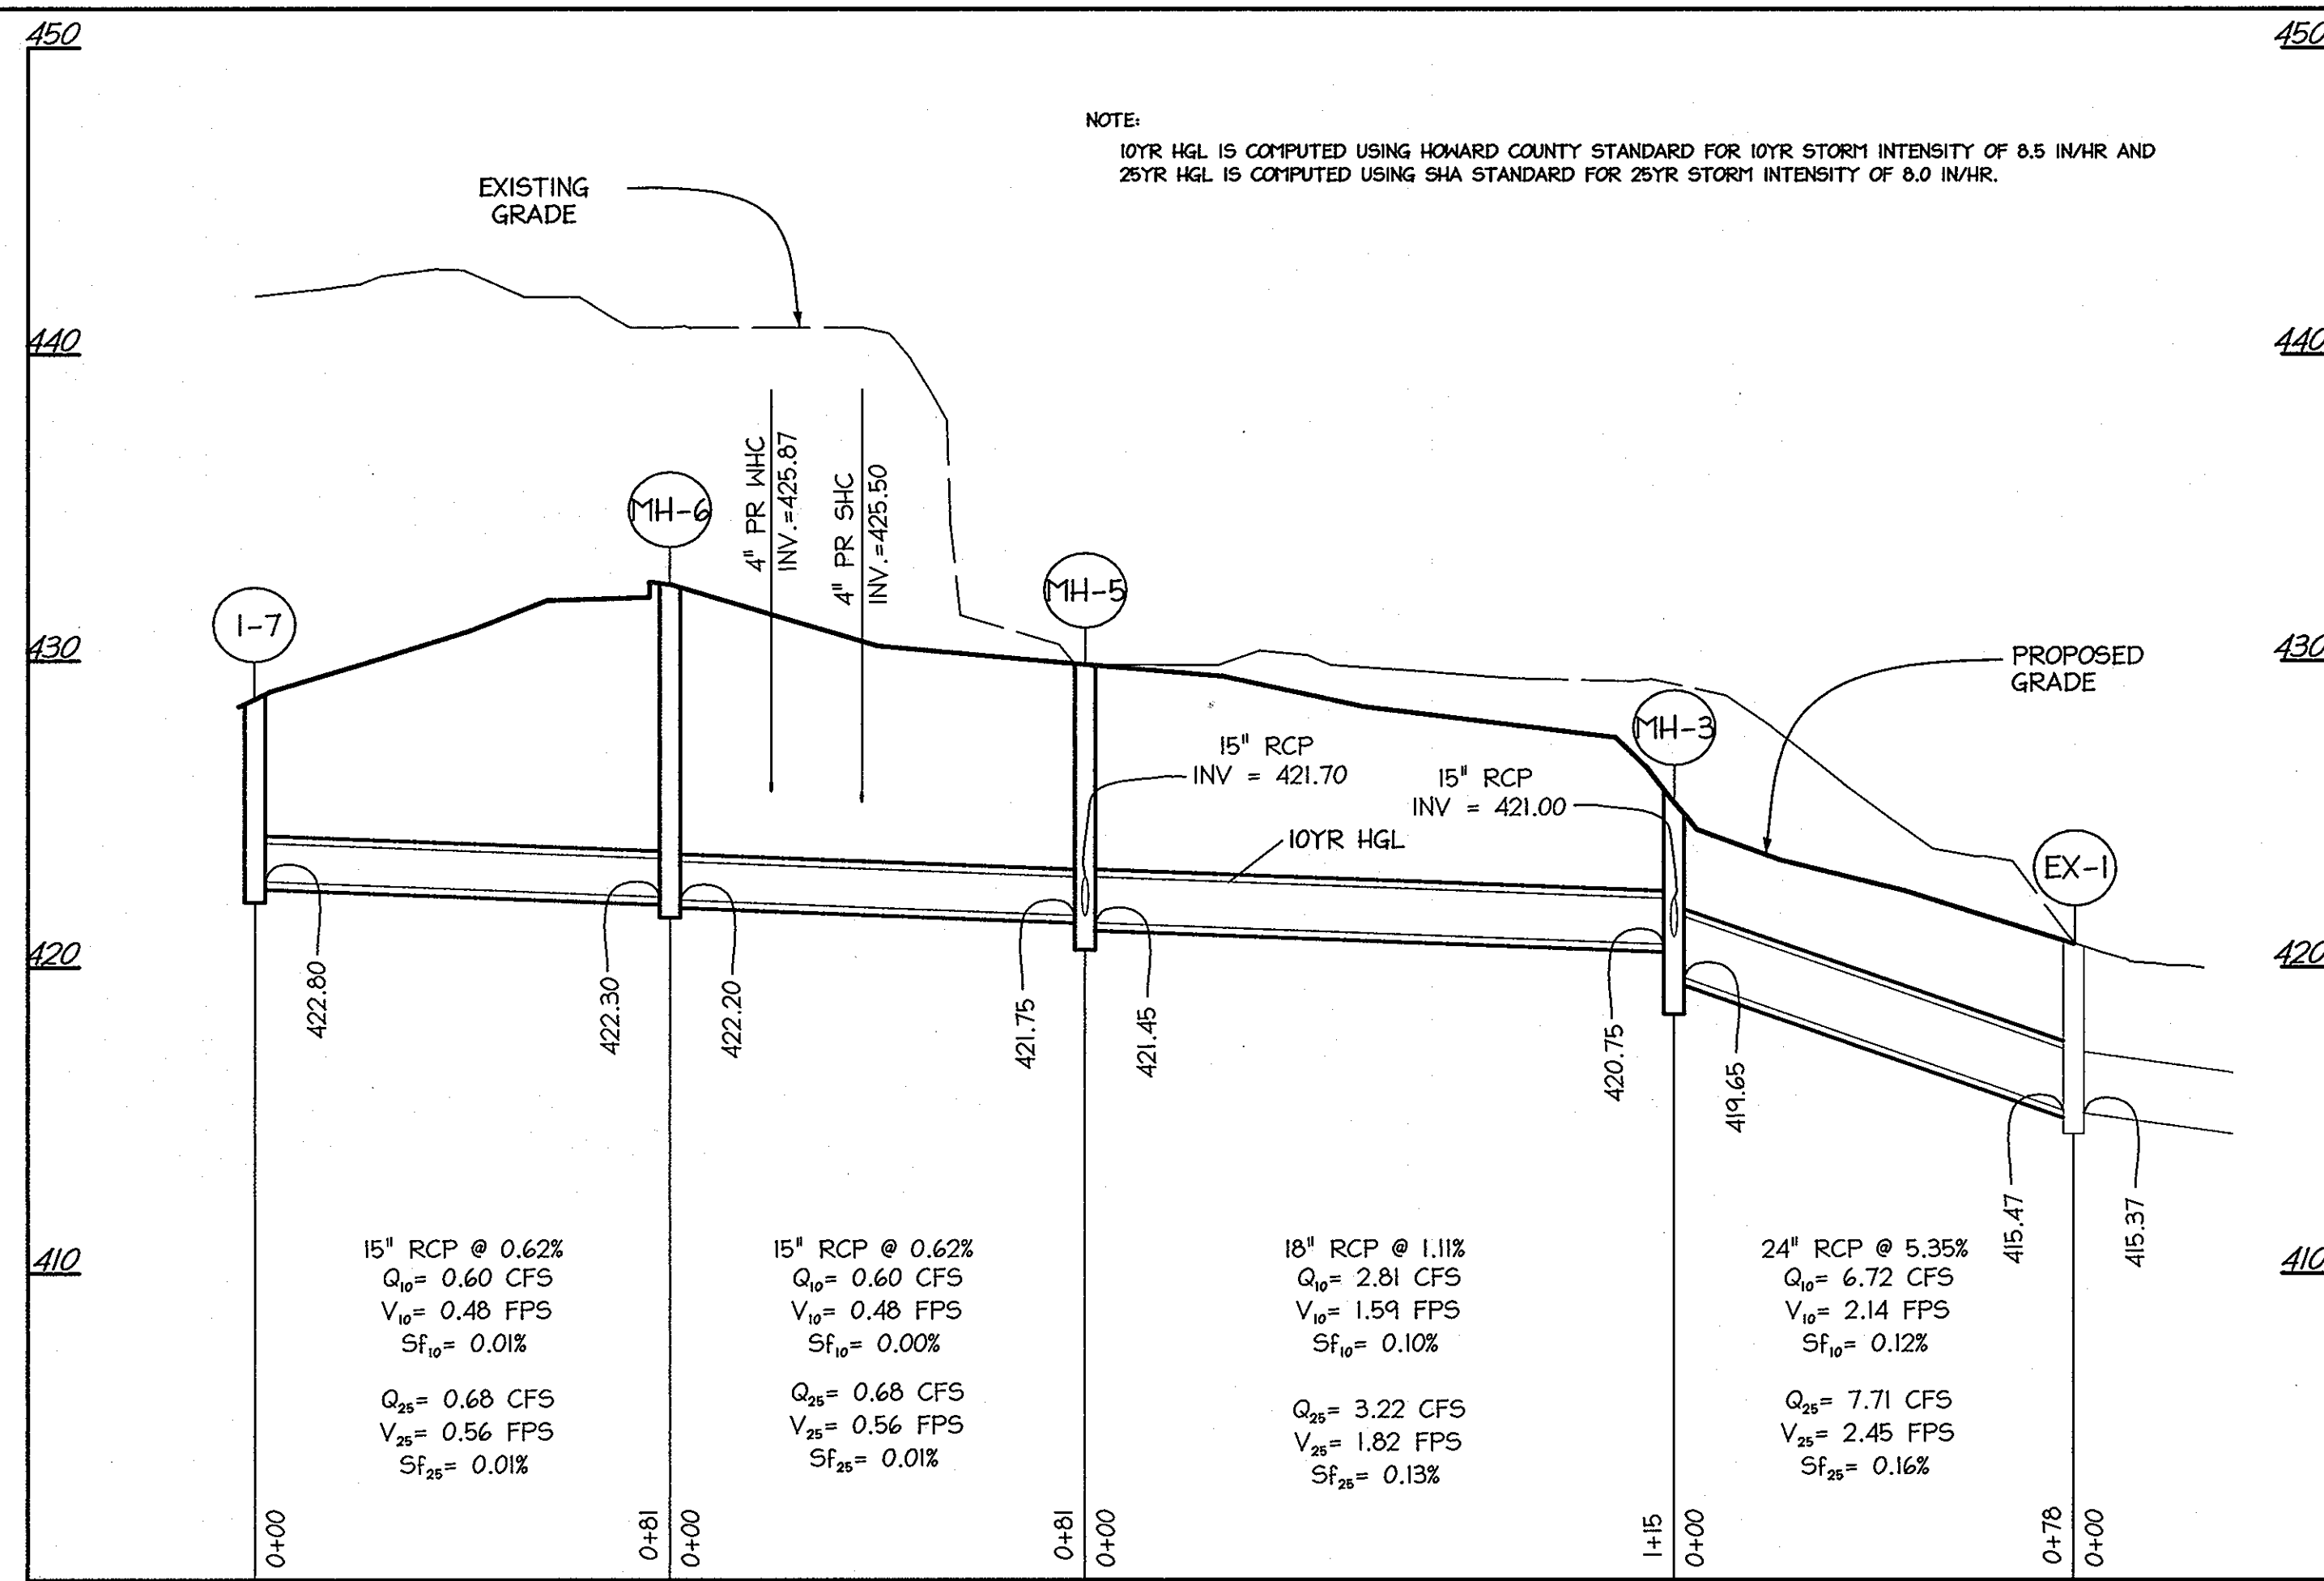 450
450
NOTE:
10YR HGL IS COMPUTED USING HOWARD COUNTY STANDARD FOR 10YR STORM INTENSITY OF 8.5 IN/HR AND
25YR HGL IS COMPUTED USING SHA STANDARD FOR 25YR STORM INTENSITY OF 8.0 IN/HR.
EXISTING
GRADE
440
440
4" PR WHC
INV.=425.87
4" PR SHC
INV.=425.50
MH-6
MH-5
I-7
430
430
PROPOSED
GRADE
MH-3
15" RCP
INV = 421.70
15" RCP
INV = 421.00
10YR HGL
EX-1
420
420
422.80
422.30
422.20
421.75
421.45
420.75
419.65
415.47
415.37
410
410
15" RCP @ 0.62%
Q10= 0.60 CFS
V10= 0.48 FPS
Sf10= 0.01%
Q25= 0.68 CFS
V25= 0.56 FPS
Sf25= 0.01%
15" RCP @ 0.62%
Q10= 0.60 CFS
V10= 0.48 FPS
Sf10= 0.00%
Q25= 0.68 CFS
V25= 0.56 FPS
Sf25= 0.01%
18" RCP @ 1.11%
Q10= 2.81 CFS
V10= 1.59 FPS
Sf10= 0.10%
Q25= 3.22 CFS
V25= 1.82 FPS
Sf25= 0.13%
24" RCP @ 5.35%
Q10= 6.72 CFS
V10= 2.14 FPS
Sf10= 0.12%
Q25= 7.71 CFS
V25= 2.45 FPS
Sf25= 0.16%
0+00
0+81
0+00
0+81
0+00
1+15
0+00
0+78
0+00